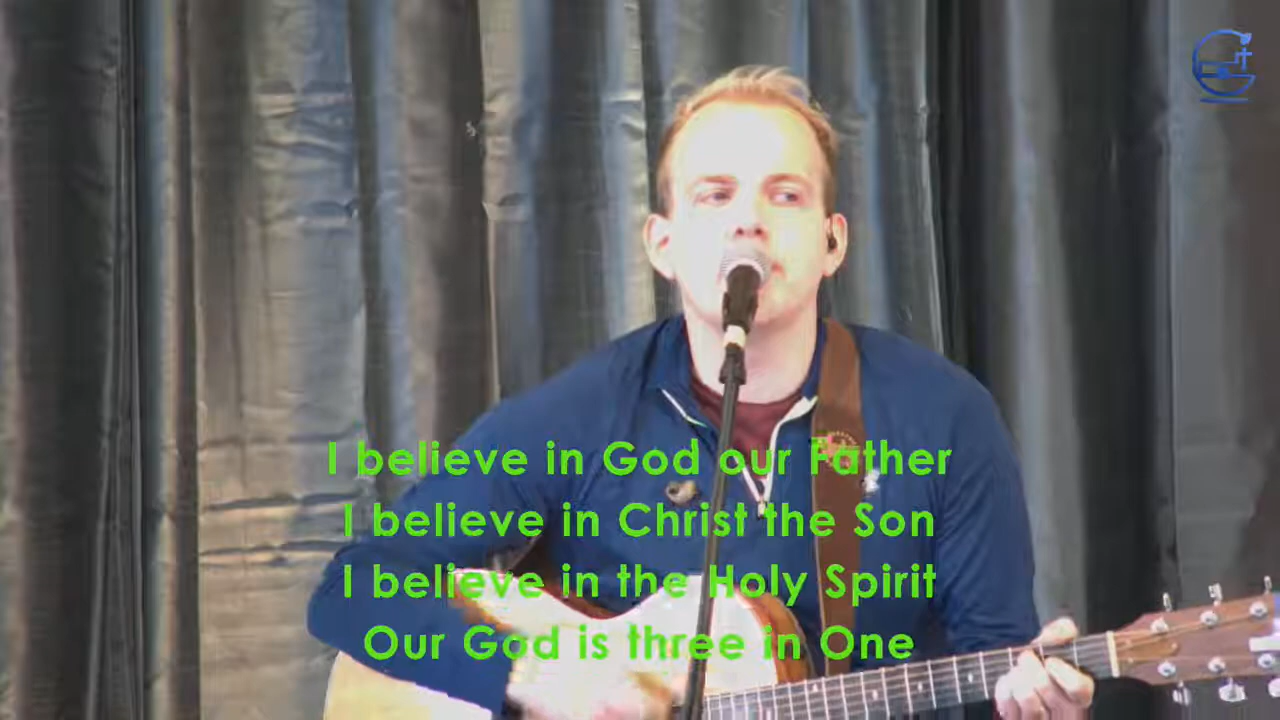 I believe in God our Father
I believe in Christ the Son
I believe in the Holy Spirit
Our God is three in One